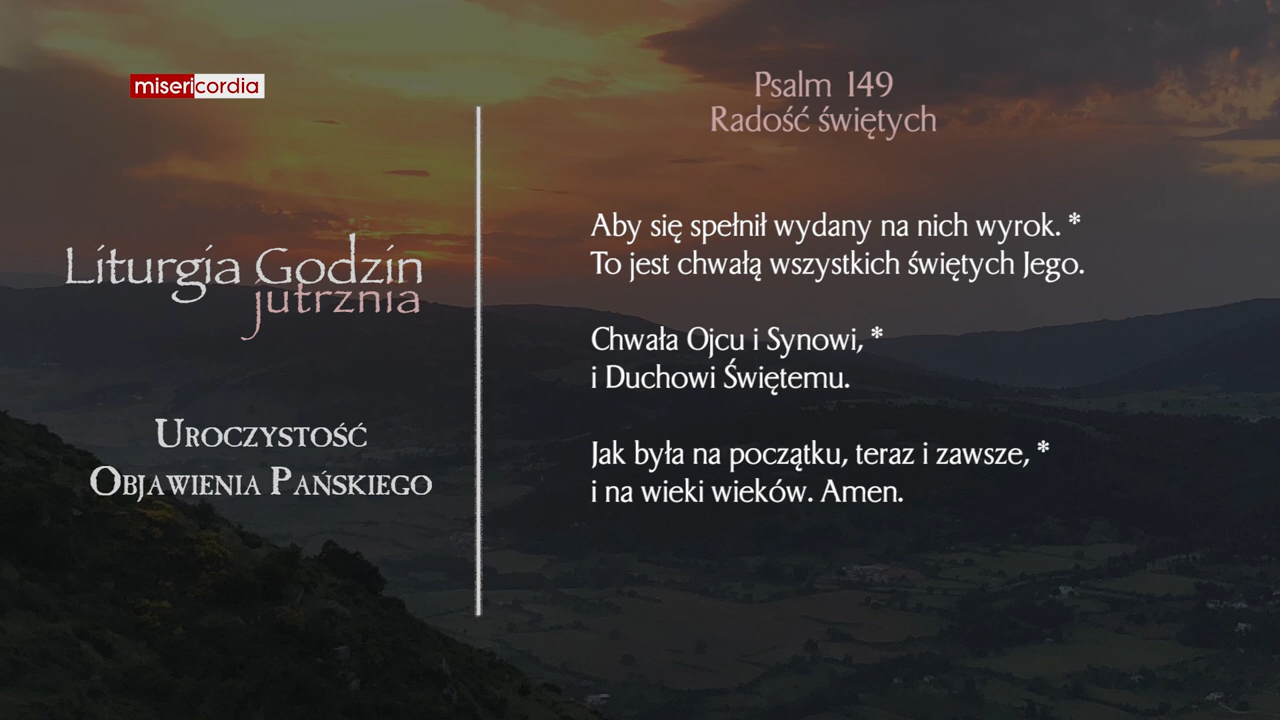 misericordia
Liturgia Godzin
jutrznia
Uroczystość
Objawienia Pańskiego
Psalm 149
Radość świętych
Aby się spełnił wydany na nich wyrok. *
To jest chwałą wszystkich świętych Jego.
Chwała Ojcu i Synowi, *
i Duchowi Świętemu.
Jak była na początku, teraz i zawsze, *
i na wieki wieków. Amen.